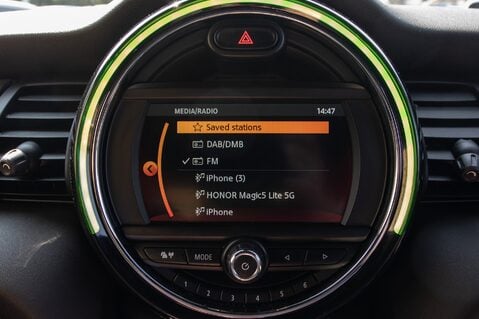 MEDIA/RADIO 14:47
Saved stations
DAB/DMB
FM
iPhone (3)
HONOR Magic5 Lite 5G
iPhone
MODE
1 2 3 4 5 6